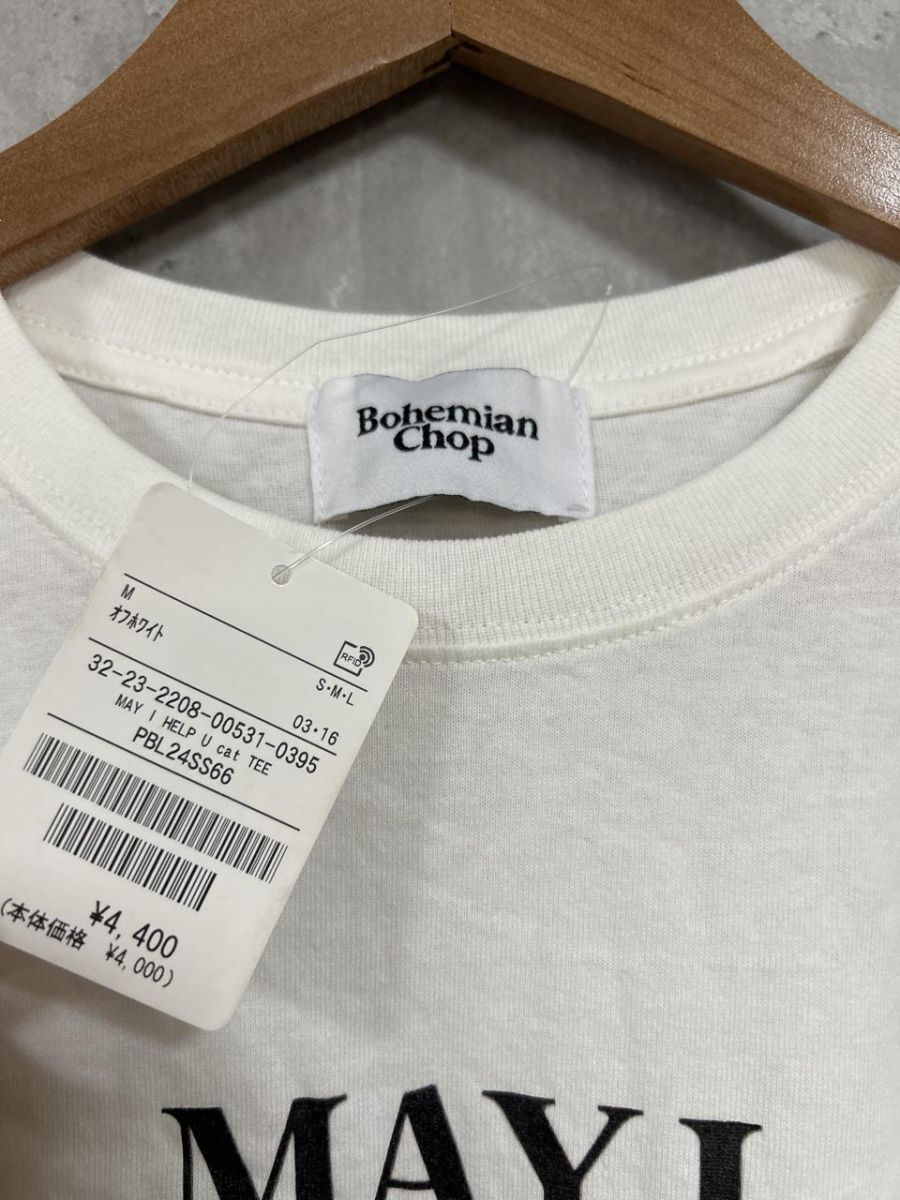 Bohemian
Chop
M
オフホワイト
RFID
S・M・L
32-23-2208-00531-0395
03・16
MAY I HELP U cat TEE
PBL24SS66
¥4,400
(本体価格 ¥4,000)
MAY I